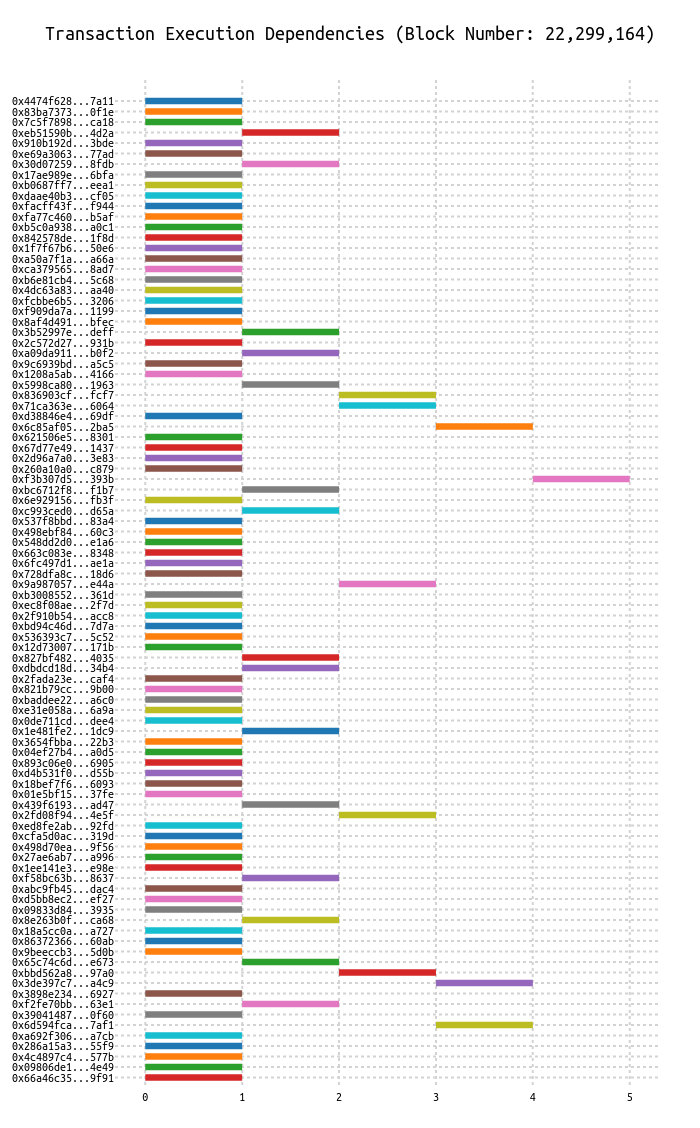 Transaction Execution Dependencies (Block Number: 22,299,164)
0x4474f628...7a11
0x83ba7373...0f1e
0x7c5f7898...ca18
0xeb51590b...4d2a
0x910b192d...3bde
0xe69a3063...77ad
0x30d07259...8fdb
0x17ae989e...6bfa
0xb0687ff7...eea1
0xdaae40b3...cf05
0xfacff43f...f944
0xfa77c460...b5af
0xb5c0a938...a0c1
0x842578de...1f8d
0x1f7f67b6...50e6
0xa50a7f1a...a66a
0xca379565...8ad7
0xb6e81cb4...5c68
0x4dc63a83...aa40
0xfcbbe6b5...3206
0xf909da7a...1199
0x8af4d491...bfec
0x3b52997e...deff
0x2c572d27...931b
0xa09da911...b0f2
0x9c6939bd...a5c5
0x1208a5ab...4166
0x5998ca80...1963
0x836903cf...fcf7
0x71ca363e...6064
0xd38846e4...69df
0x6c85af05...2ba5
0x621506e5...8301
0x67d77e49...1437
0x2d96a7a0...3e83
0x260a10a0...c879
0xf3b307d5...393b
0xbc6712f8...f1b7
0x6e929156...fb3f
0xc993ced0...d65a
0x537f8bbd...83a4
0x498ebf84...60c3
0x548dd2d0...e1a6
0x663c083e...8348
0x6fc497d1...ae1a
0x728dfa8c...18d6
0x9a987057...e44a
0xb3008552...361d
0xec8f08ae...2f7d
0x2f910b54...acc8
0xbd94c46d...7d7a
0x536393c7...5c52
0x12d73007...171b
0x827bf482...4035
0xdbdcd18d...34b4
0x2fada23e...caf4
0x821b79cc...9b00
0xbaddee22...a6c0
0xe31e058a...6a9a
0x0de711cd...dee4
0x1e481fe2...1dc9
0x3654fbba...22b3
0x04ef27b4...a0d5
0x893c06e0...6905
0xd4b531f0...d55b
0x18bef7f6...6093
0x01e5bf15...37fe
0x439f6193...ad47
0x2fd08f94...4e5f
0xed8fe2ab...92fd
0xcfa5d0ac...319d
0x498d70ea...9f56
0x27ae6ab7...a996
0x1ee141e3...e98e
0xf58bc63b...8637
0xabc9fb45...dac4
0xd5bb8ec2...ef27
0x09833d84...3935
0x8e263b0f...ca68
0x18a5cc0a...a727
0x86372366...60ab
0x9beeccb3...5d0b
0x65c74c6d...e673
0xbbd562a8...97a0
0x3de397c7...a4c9
0x3898e234...6927
0xf2fe70bb...63e1
0x39041487...0f60
0x6d594fca...7af1
0xa692f306...a7cb
0x286a15a3...55f9
0x4c4897c4...577b
0x09806de1...4e49
0x66a46c35...9f91
0 1 2 3 4 5